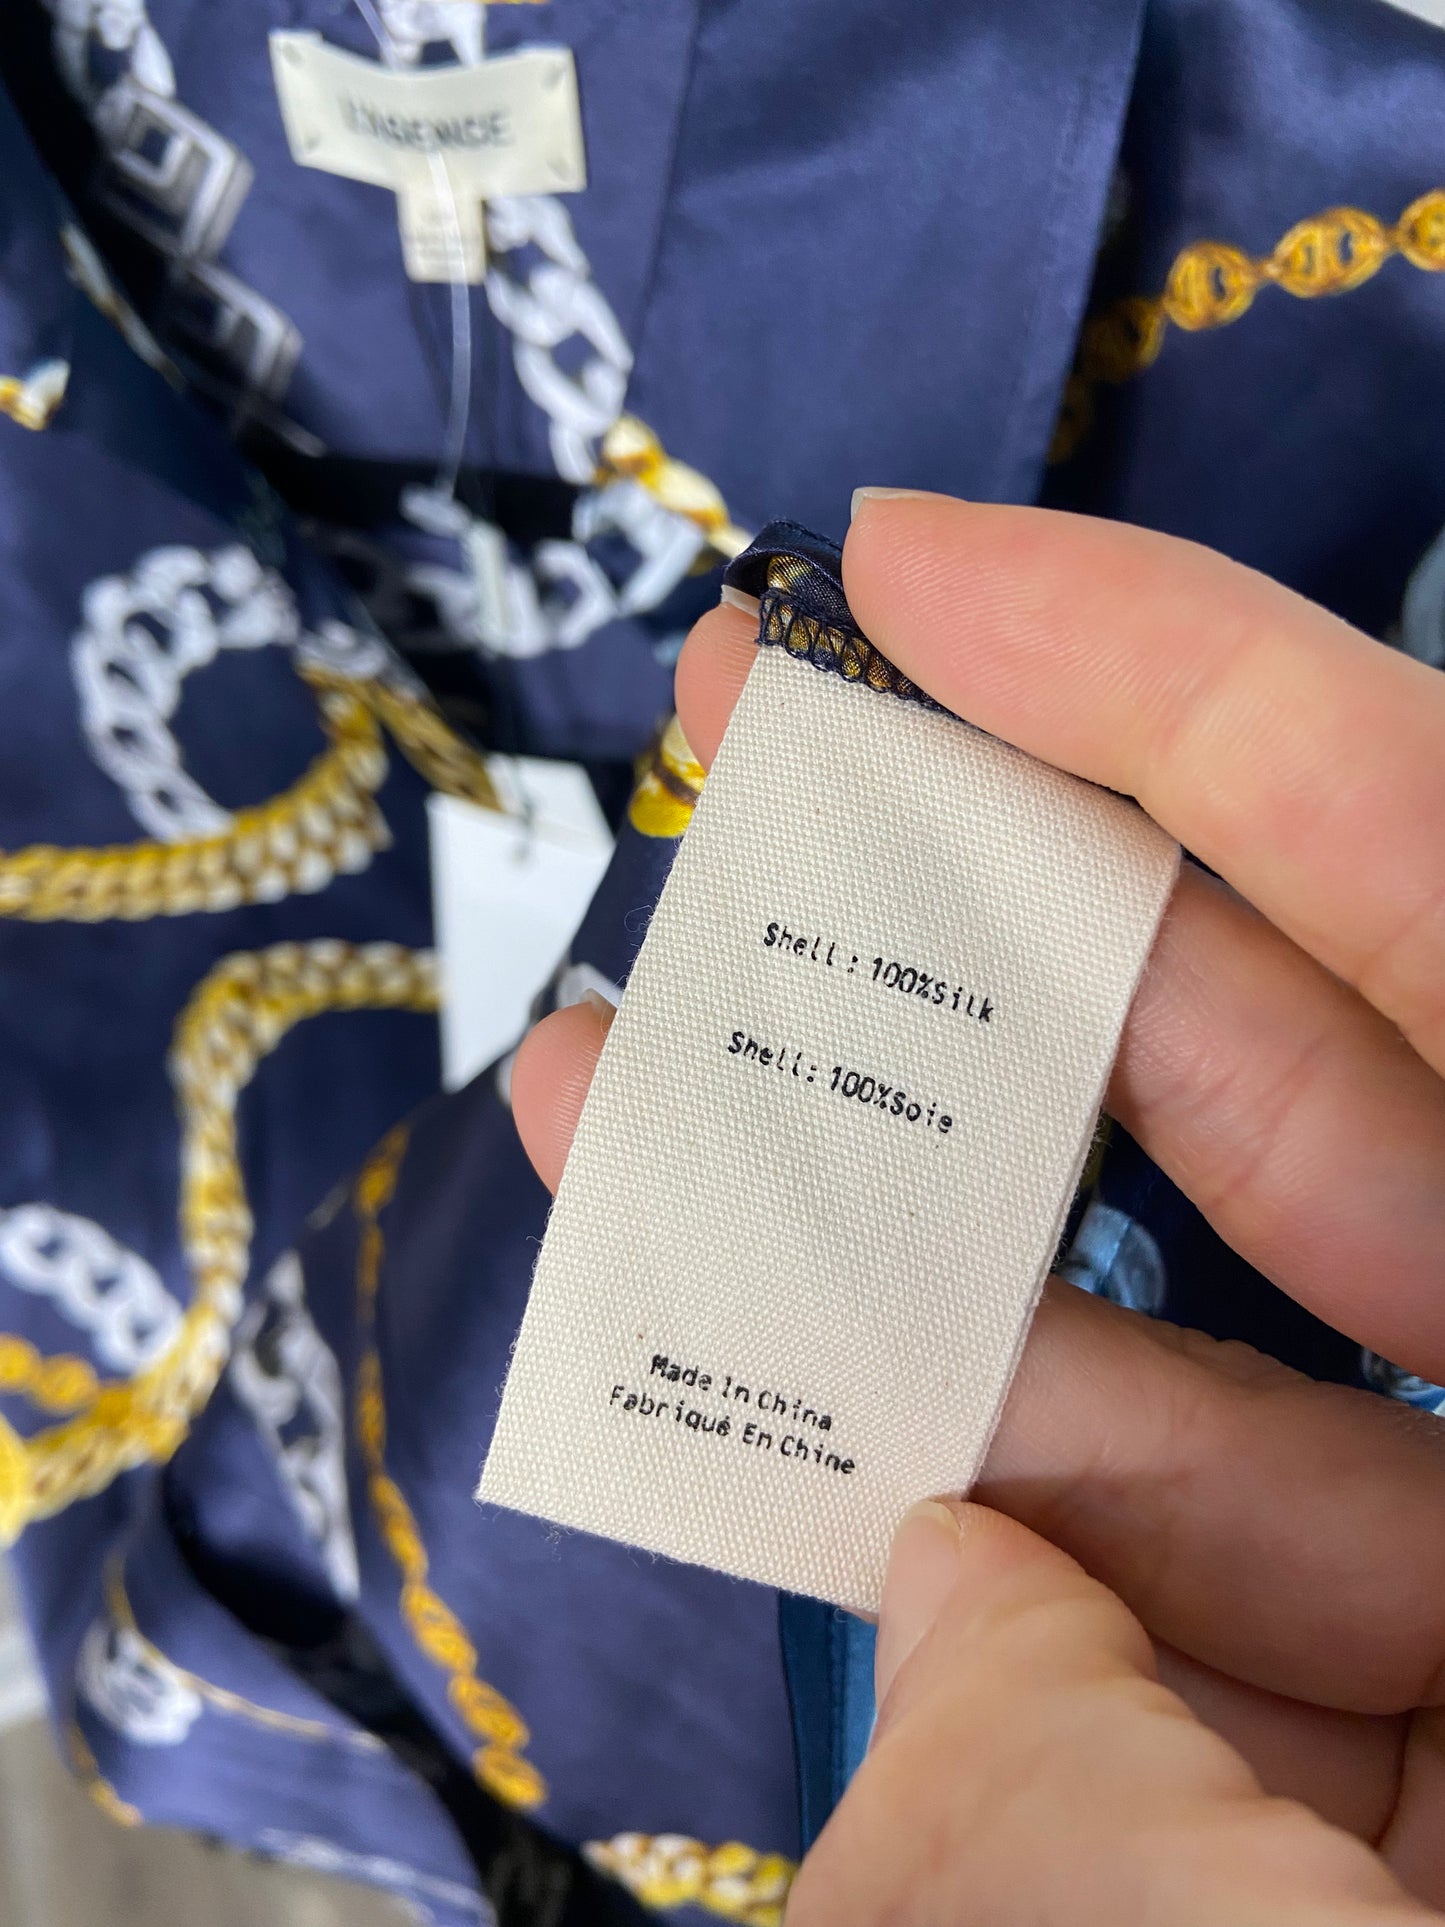 Shell: 100%Silk
Shell: 100%Soie
Made In China
Fabriqué En Chine